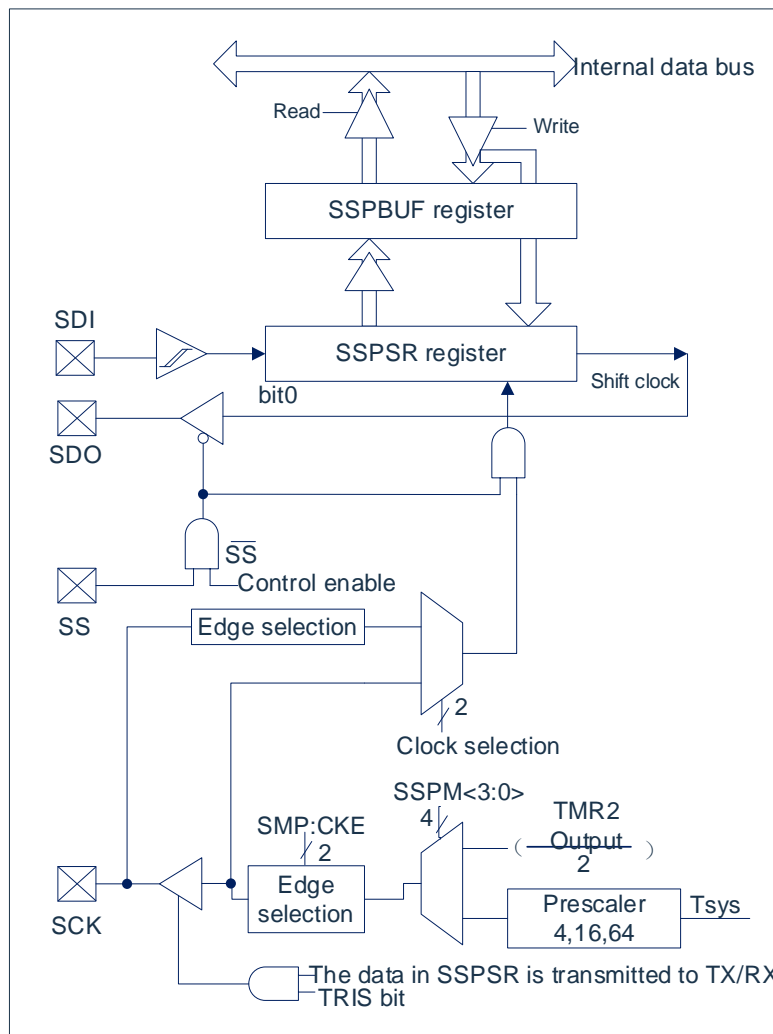 Internal data bus
Read
Write
SSPBUF register
SDI
SSPSR register
bit0
Shift clock
SDO
SS
Control enable
SS
Edge selection
2
Clock selection
SSPM<3:0>
4
SMP:CKE
2
TMR2
( Output )
2
Edge
selection
SCK
Prescaler
4,16,64
Tsys
The data in SSPSR is transmitted to TX/RX
TRIS bit